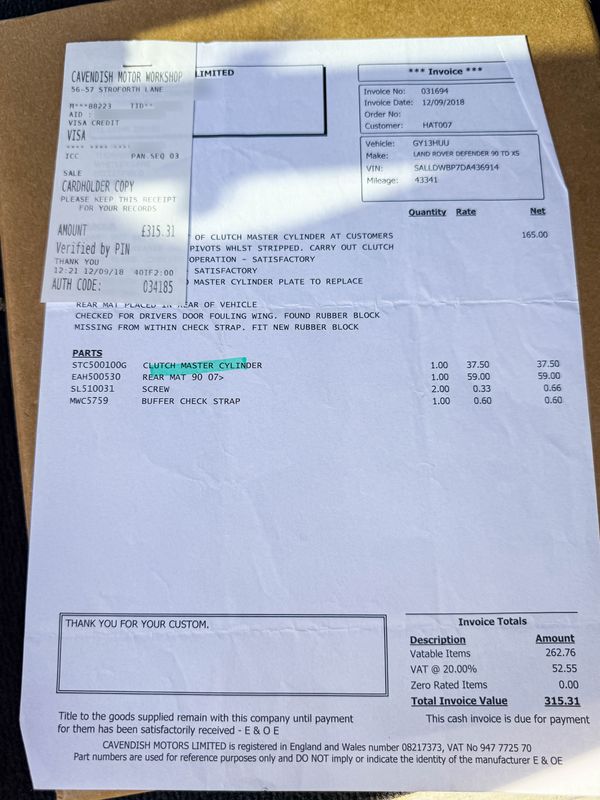 CAVENDISH MOTOR WORKSHOP
56-57 STROFORTH LANE
M***88223 TID**
AID :
VISA CREDIT
VISA
ICC PAN SEQ 03
SALE
CARDHOLDER COPY
PLEASE KEEP THIS RECEIPT
FOR YOUR RECORDS
AMOUNT £315.31
Verified by PIN
THANK YOU
12:21 12/09/18 40IF2:00
AUTH CODE: 034185
LIMITED
*** Invoice ***
Invoice No: 031694
Invoice Date: 12/09/2018
Order No:
Customer: HAT007
Vehicle: GY13HUU
Make: LAND ROVER DEFENDER 90 TD XS
VIN: SALLDWBP7DA436914
Mileage: 43341
Quantity Rate Net
OF CLUTCH MASTER CYLINDER AT CUSTOMERS 165.00
PIVOTS WHLST STRIPPED. CARRY OUT CLUTCH
OPERATION - SATISFACTORY
SATISFACTORY
MASTER CYLINDER PLATE TO REPLACE
REAR MAT PLACED IN REAR OF VEHICLE
CHECKED FOR DRIVERS DOOR FOULING WING. FOUND RUBBER BLOCK
MISSING FROM WITHIN CHECK STRAP. FIT NEW RUBBER BLOCK
PARTS
STC500100G CLUTCH MASTER CYLINDER 1.00 37.50 37.50
EAH500530 REAR MAT 90 07> 1.00 59.00 59.00
SL510031 SCREW 2.00 0.33 0.66
MWC5759 BUFFER CHECK STRAP 1.00 0.60 0.60
THANK YOU FOR YOUR CUSTOM.
Invoice Totals
Description Amount
Vatable Items 262.76
VAT @ 20.00% 52.55
Zero Rated Items 0.00
Total Invoice Value 315.31
Title to the goods supplied remain with this company until payment
for them has been satisfactorily received - E & O E
This cash invoice is due for payment
CAVENDISH MOTORS LIMITED is registered in England and Wales number 08217373, VAT No 947 7725 70
Part numbers are used for reference purposes only and DO NOT imply or indicate the identity of the manufacturer E & OE